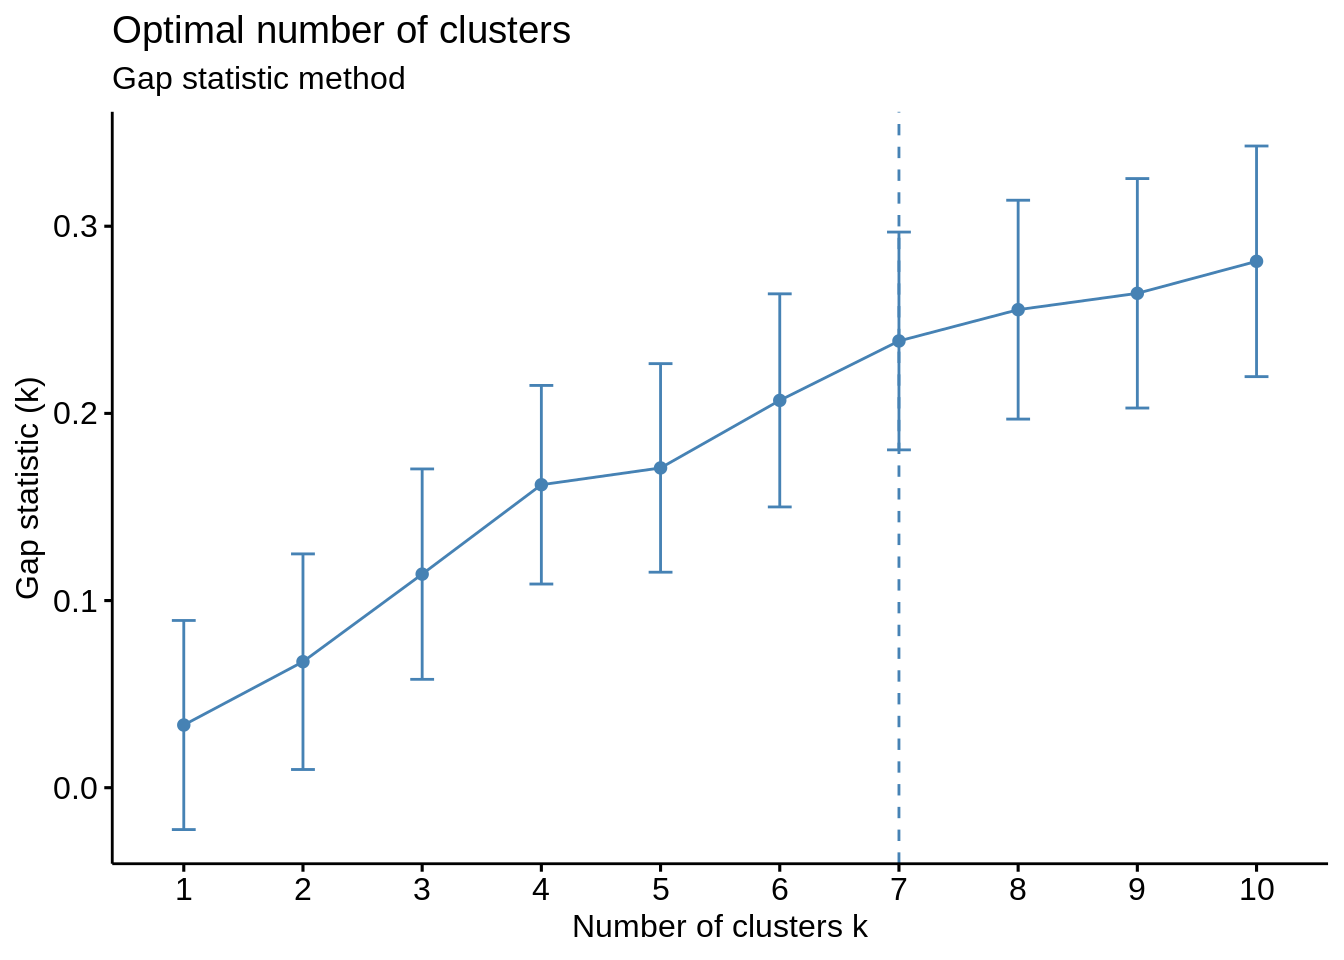 Optimal number of clusters
Gap statistic method
Gap statistic (k)
0.3
0.2
0.1
0.0
1 2 3 4 5 6 7 8 9 10
Number of clusters k